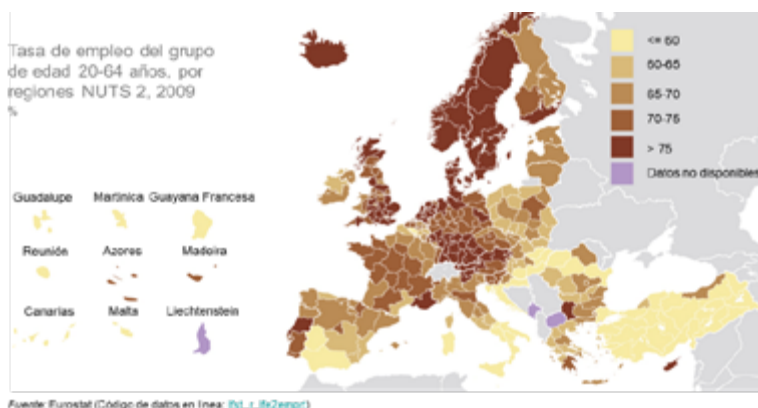 Tasa de empleo del grupo
de edad 20-64 años, por
regiones NUTS 2, 2009
%
<= 60
60-65
65-70
70-75
> 75
Datos no disponibles
Guadalupe Martinica Guayana Francesa
Reunión Azores Madeira
Canarias Malta Liechtenstein
Fuente: Eurostat (Código de datos en línea: